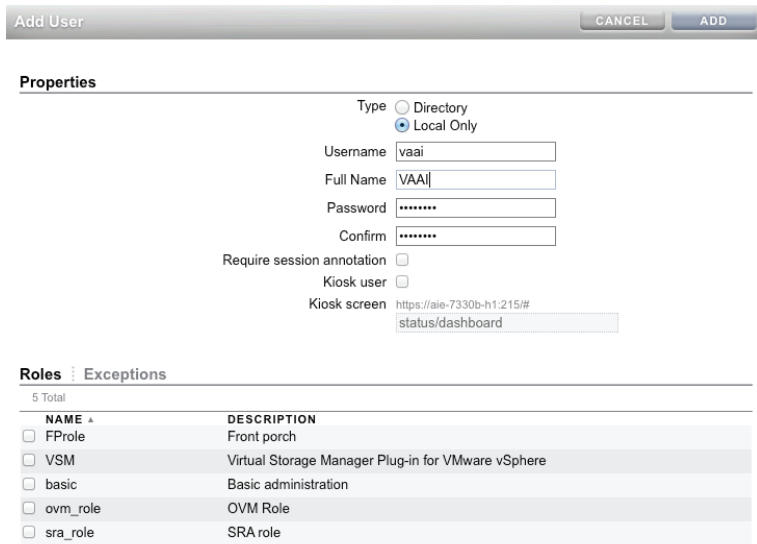 Add User CANCEL ADD
Properties
Type Directory
Local Only
Username vaai
Full Name VAAI
Password ••••••••
Confirm ••••••••
Require session annotation
Kiosk user
Kiosk screen https://aie-7330b-h1:215/#
status/dashboard
Roles Exceptions
5 Total
NAME ▲ DESCRIPTION
FProle Front porch
VSM Virtual Storage Manager Plug-in for VMware vSphere
basic Basic administration
ovm_role OVM Role
sra_role SRA role